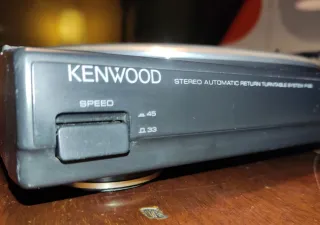 KENWOOD
STEREO AUTOMATIC RETURN TURNTABLE SYSTEM
SPEED
45
33